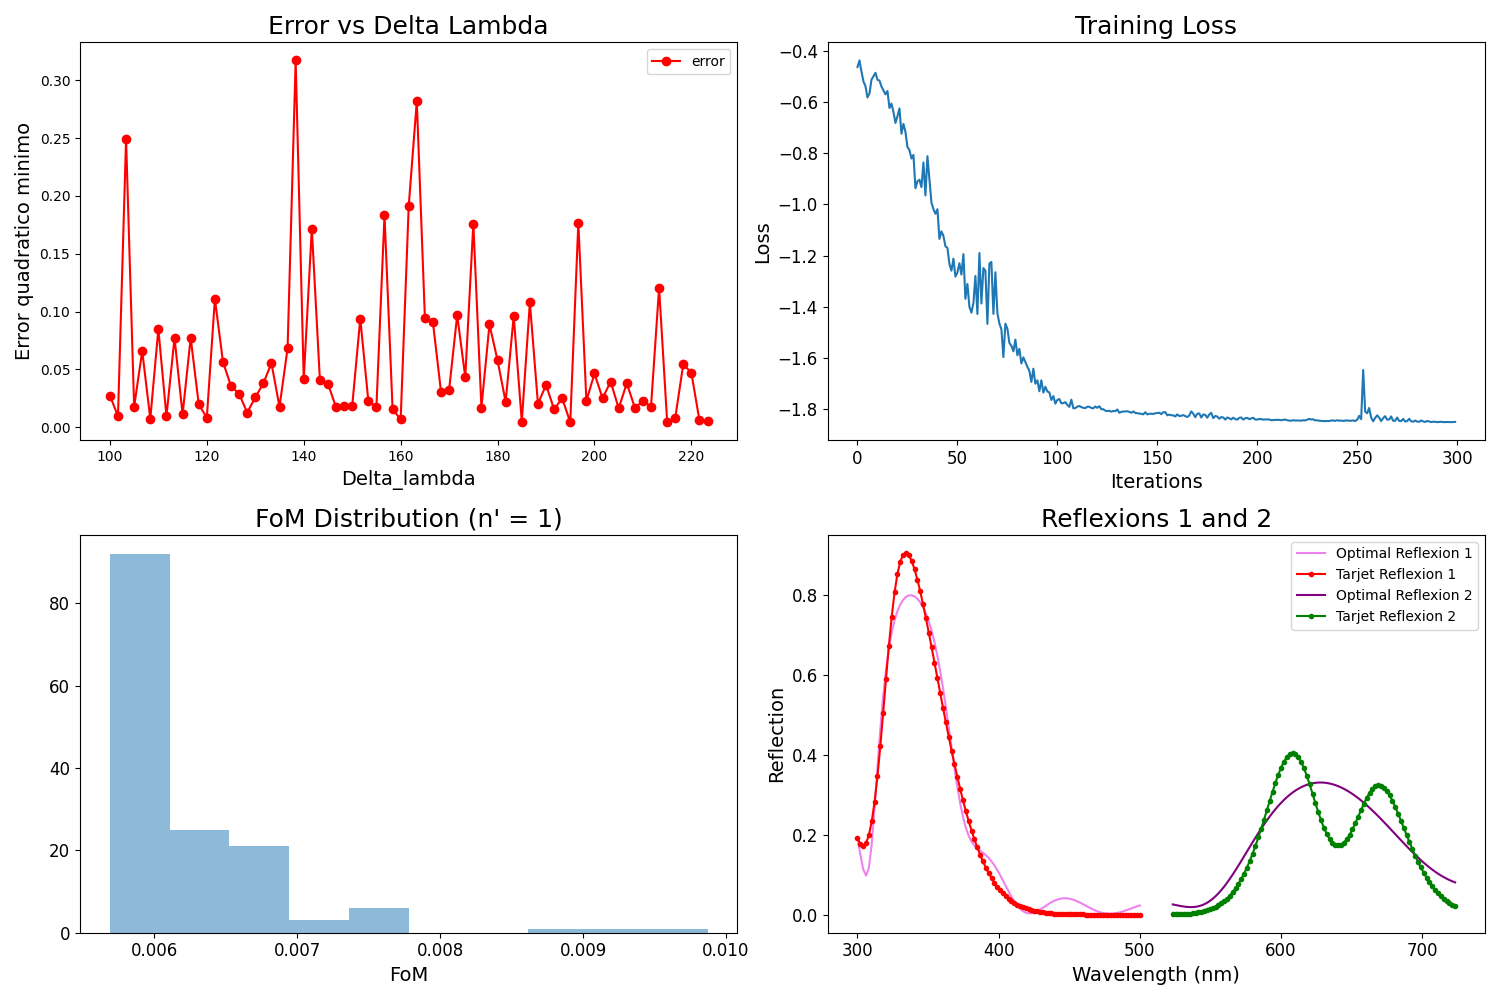 Error vs Delta Lambda
error
0.30
0.25
0.20
0.15
0.10
0.05
0.00
Error quadratico minimo
100 120 140 160 180 200 220
Delta_lambda
Training Loss
−0.4
−0.6
−0.8
−1.0
−1.2
−1.4
−1.6
−1.8
Loss
0 50 100 150 200 250 300
Iterations
FoM Distribution (n' = 1)
80
60
40
20
0
0.006 0.007 0.008 0.009 0.010
FoM
Reflexions 1 and 2
Optimal Reflexion 1
Tarjet Reflexion 1
Optimal Reflexion 2
Tarjet Reflexion 2
0.8
0.6
0.4
0.2
0.0
Reflection
300 400 500 600 700
Wavelength (nm)